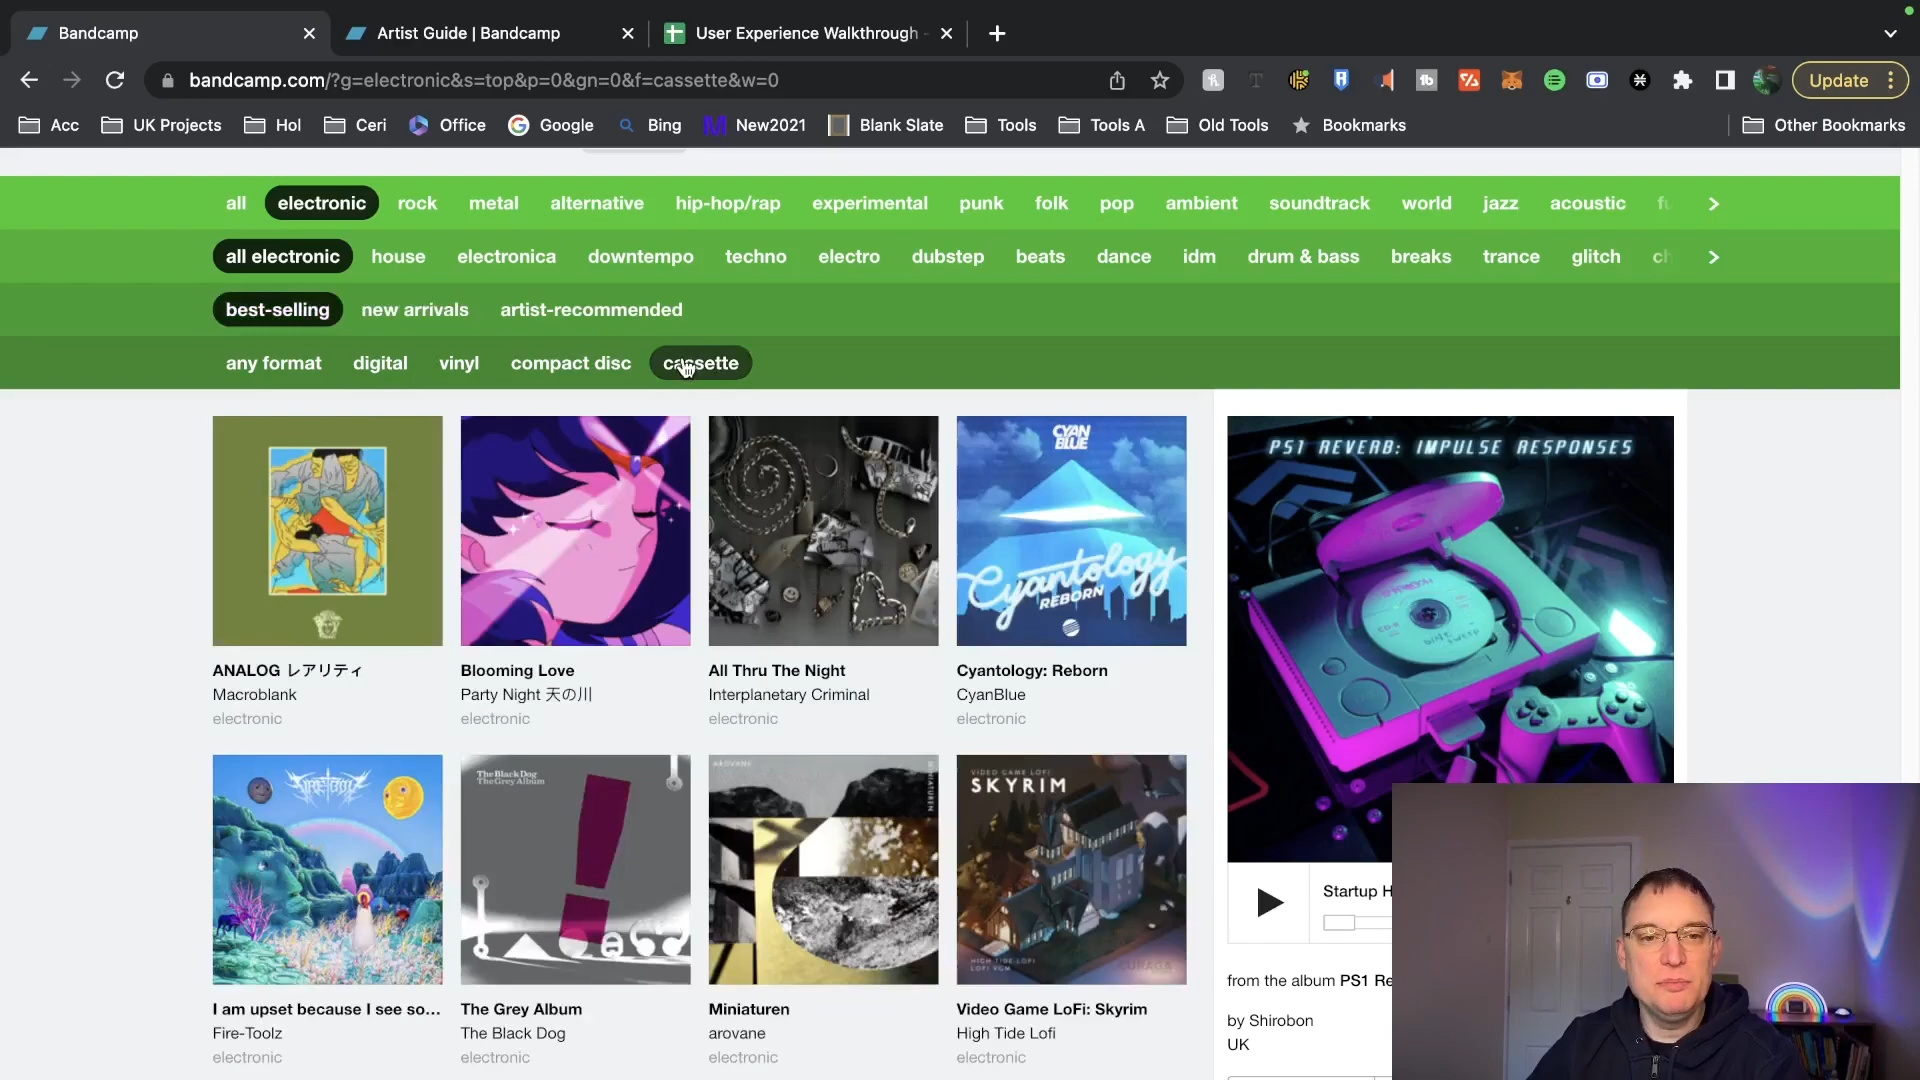 Bandcamp
Artist Guide | Bandcamp
User Experience Walkthrough -
bandcamp.com/?g=electronic&s=top&p=0&gn=0&f=cassette&w=0
Update
Acc
UK Projects
Hol
Ceri
Office
Google
Bing
New2021
Blank Slate
Tools
Tools A
Old Tools
Bookmarks
Other Bookmarks
all electronic rock metal alternative hip-hop/rap experimental punk folk pop ambient soundtrack world jazz acoustic
all electronic house electronica downtempo techno electro dubstep beats dance idm drum & bass breaks trance glitch
best-selling new arrivals artist-recommended
any format digital vinyl compact disc cassette
CYAN
BLUE
Cyantology
REBORN
PS1 REVERB: IMPULSE RESPONSES
ANALOG レアリティ
Macroblank
electronic
Blooming Love
Party Night 天の川
electronic
All Thru The Night
Interplanetary Criminal
electronic
Cyantology: Reborn
CyanBlue
electronic
The Black Dog
The Grey Album
AROVANE
VIDEO GAME LOFI
SKYRIM
HIGH TIDE LOFI
LOFI VGM
I am upset because I see so...
Fire-Toolz
electronic
The Grey Album
The Black Dog
electronic
Miniaturen
arovane
electronic
Video Game LoFi: Skyrim
High Tide Lofi
electronic
Startup H
from the album PS1 Re
by Shirobon
UK